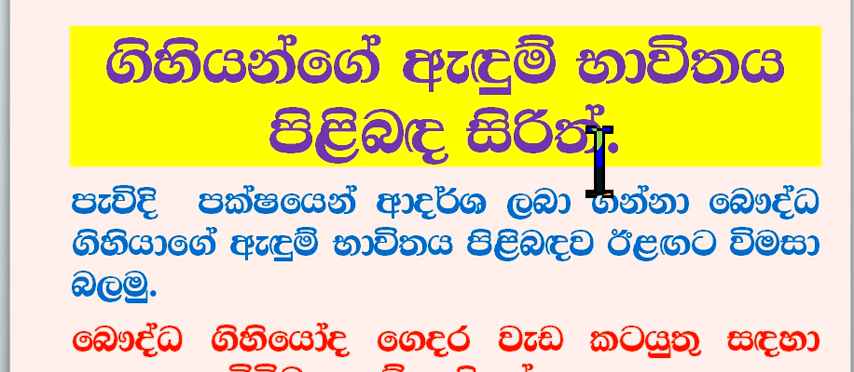 ගිහියන්ගේ ඇඳුම් භාවිතය
පිළිබඳ සිරිත්.
පැවිදි පක්ෂයෙන් ආදර්ශ ලබා ගන්නා බෞද්ධ
ගිහියාගේ ඇඳුම් භාවිතය පිළිබඳව ඊළඟට විමසා
බලමු.
බෞද්ධ ගිහියෝද ගෙදර වැඩ කටයුතු සඳහා